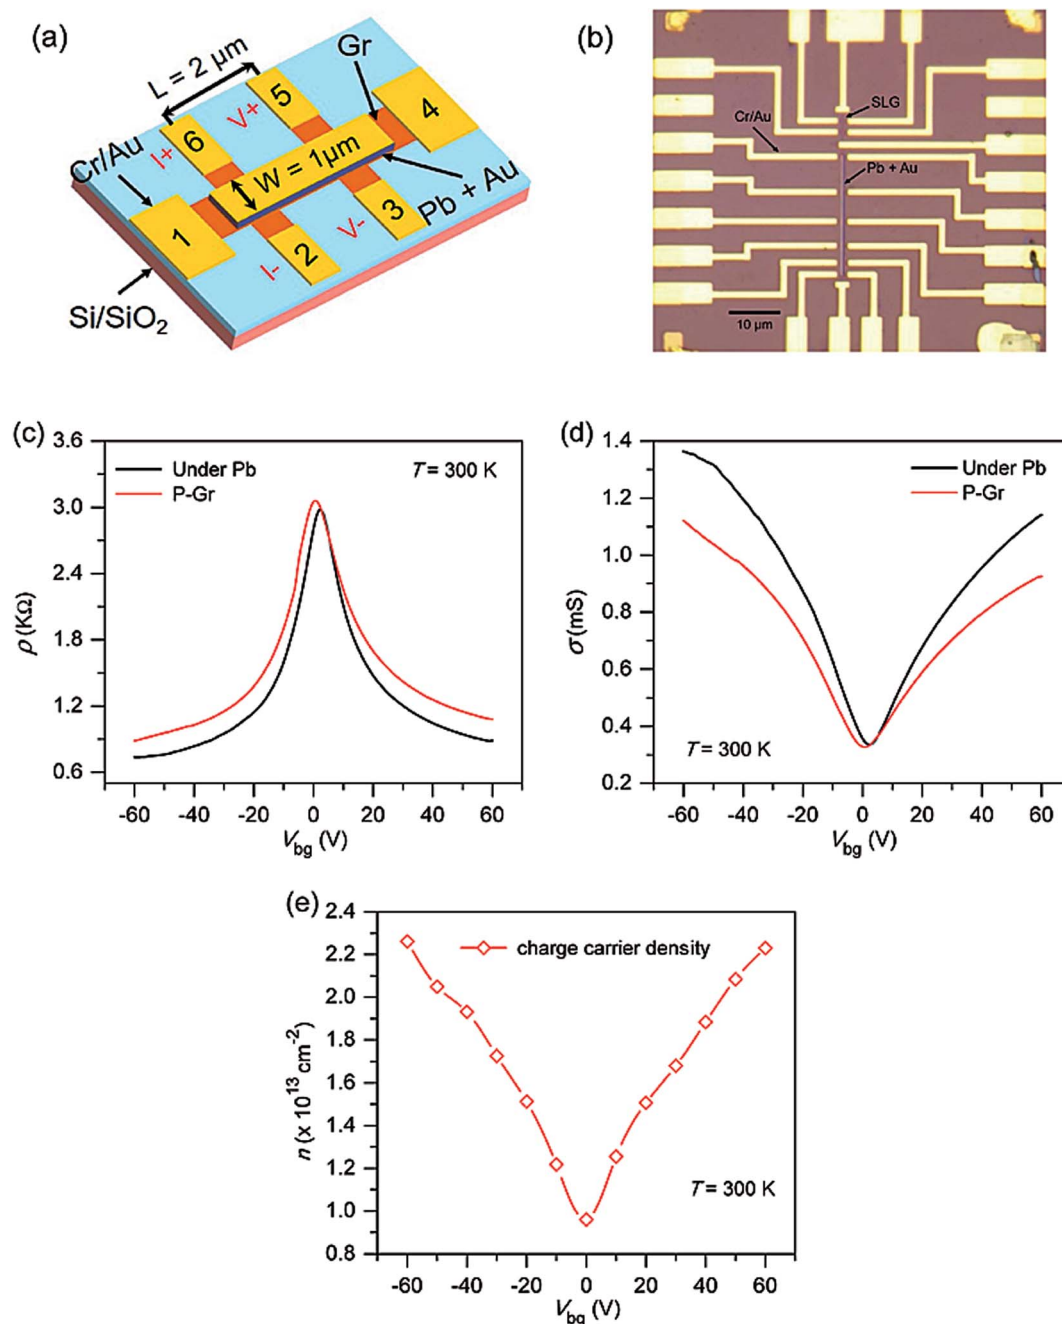 (a)
L = 2 µm
Gr
4
V+
5
I+
6
Cr/Au
W = 1µm
Pb + Au
1
V-
3
I-
2
Si/SiO2
(b)
SLG
Cr/Au
Pb + Au
10 µm
(c)
3.6
3.0
2.4
1.8
1.2
0.6
ρ (KΩ)
Under Pb
P-Gr
T = 300 K
-60 -40 -20 0 20 40 60
Vbg (V)
(d)
1.4
1.2
1.0
0.8
0.6
0.4
0.2
σ (mS)
Under Pb
P-Gr
T = 300 K
-60 -40 -20 0 20 40 60
Vbg (V)
(e)
2.4
2.2
2.0
1.8
1.6
1.4
1.2
1.0
0.8
n (x 10^13 cm^-2)
charge carrier density
T = 300 K
-60 -40 -20 0 20 40 60
Vbg (V)